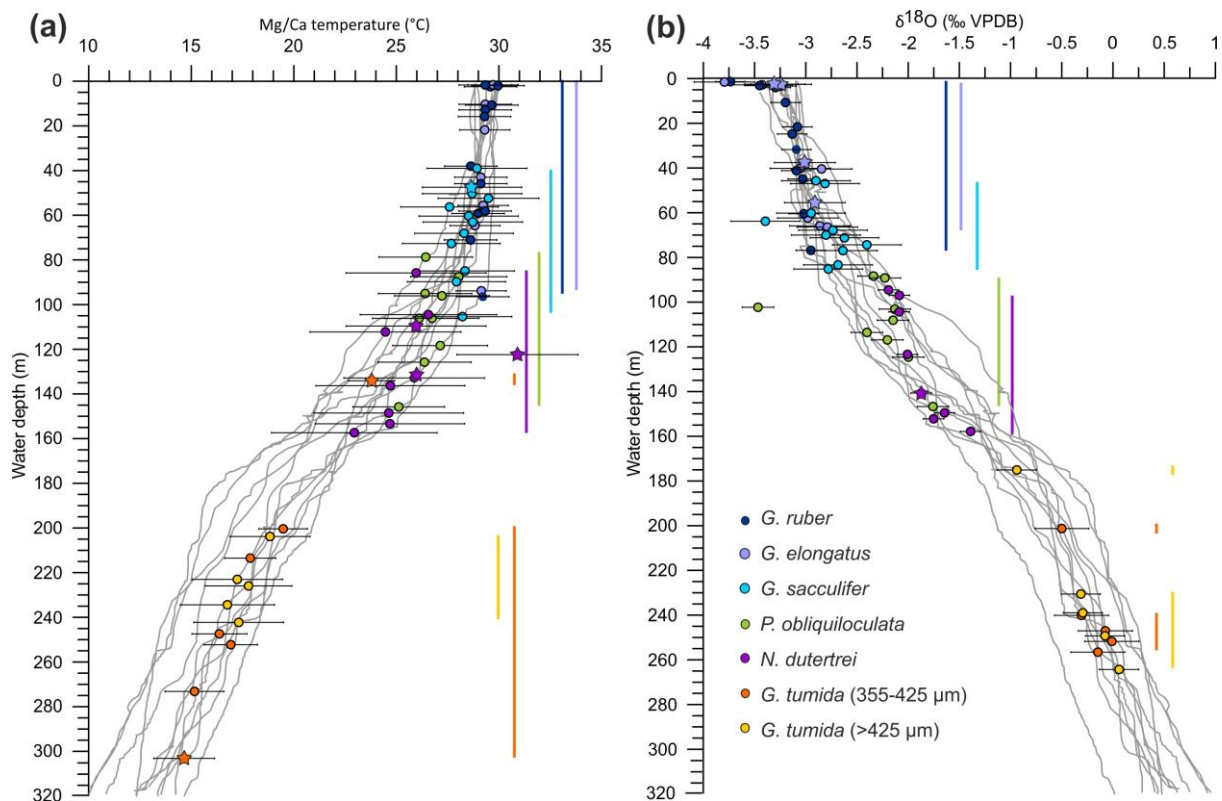 (a)
Mg/Ca temperature (°C)
10 15 20 25 30 35
0
20
40
60
80
100
120
140
160
180
200
220
240
260
280
300
320
Water depth (m)
(b)
δ18O (‰ VPDB)
-4 -3.5 -3 -2.5 -2 -1.5 -1 -0.5 0 0.5 1
0
20
40
60
80
100
120
140
160
180
200
220
240
260
280
300
320
Water depth (m)
G. ruber
G. elongatus
G. sacculifer
P. obliquiloculata
N. dutertrei
G. tumida (355-425 µm)
G. tumida (>425 µm)